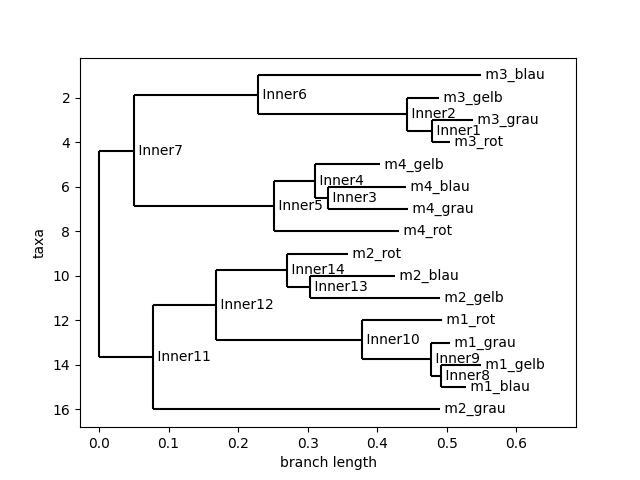 m3_blau
Inner6
m3_gelb
2
Inner2
m3_grau
Inner1
4
m3_rot
Inner7
m4_gelb
Inner4
6
m4_blau
Inner3
Inner5
m4_grau
8
m4_rot
taxa
m2_rot
Inner14
10
m2_blau
Inner13
m2_gelb
Inner12
12
m1_rot
Inner10
m1_grau
Inner11
Inner9
14
m1_gelb
Inner8
m1_blau
16
m2_grau
0.0 0.1 0.2 0.3 0.4 0.5 0.6
branch length